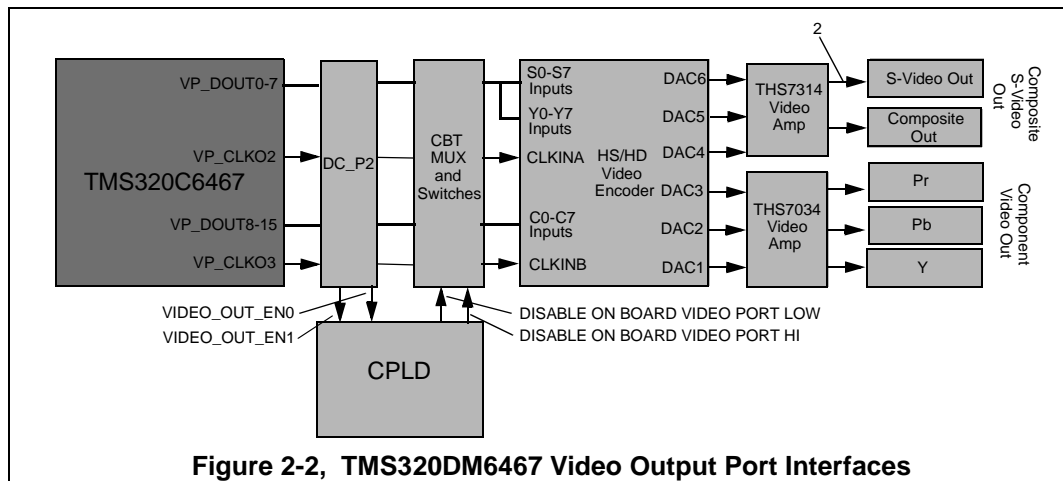 2
VP_DOUT0-7
VP_CLKO2
TMS320C6467
VP_DOUT8-15
VP_CLKO3
DC_P2
CBT
MUX
and
Switches
S0-S7
Inputs
Y0-Y7
Inputs
CLKINA
HS/HD
Video
Encoder
C0-C7
Inputs
CLKINB
DAC6
DAC5
DAC4
DAC3
DAC2
DAC1
THS7314
Video
Amp
THS7034
Video
Amp
S-Video Out
Composite
Out
Pr
Pb
Y
Composite
S-Video
Out
Component
Video Out
VIDEO_OUT_EN0
VIDEO_OUT_EN1
DISABLE ON BOARD VIDEO PORT LOW
DISABLE ON BOARD VIDEO PORT HI
CPLD
Figure 2-2, TMS320DM6467 Video Output Port Interfaces